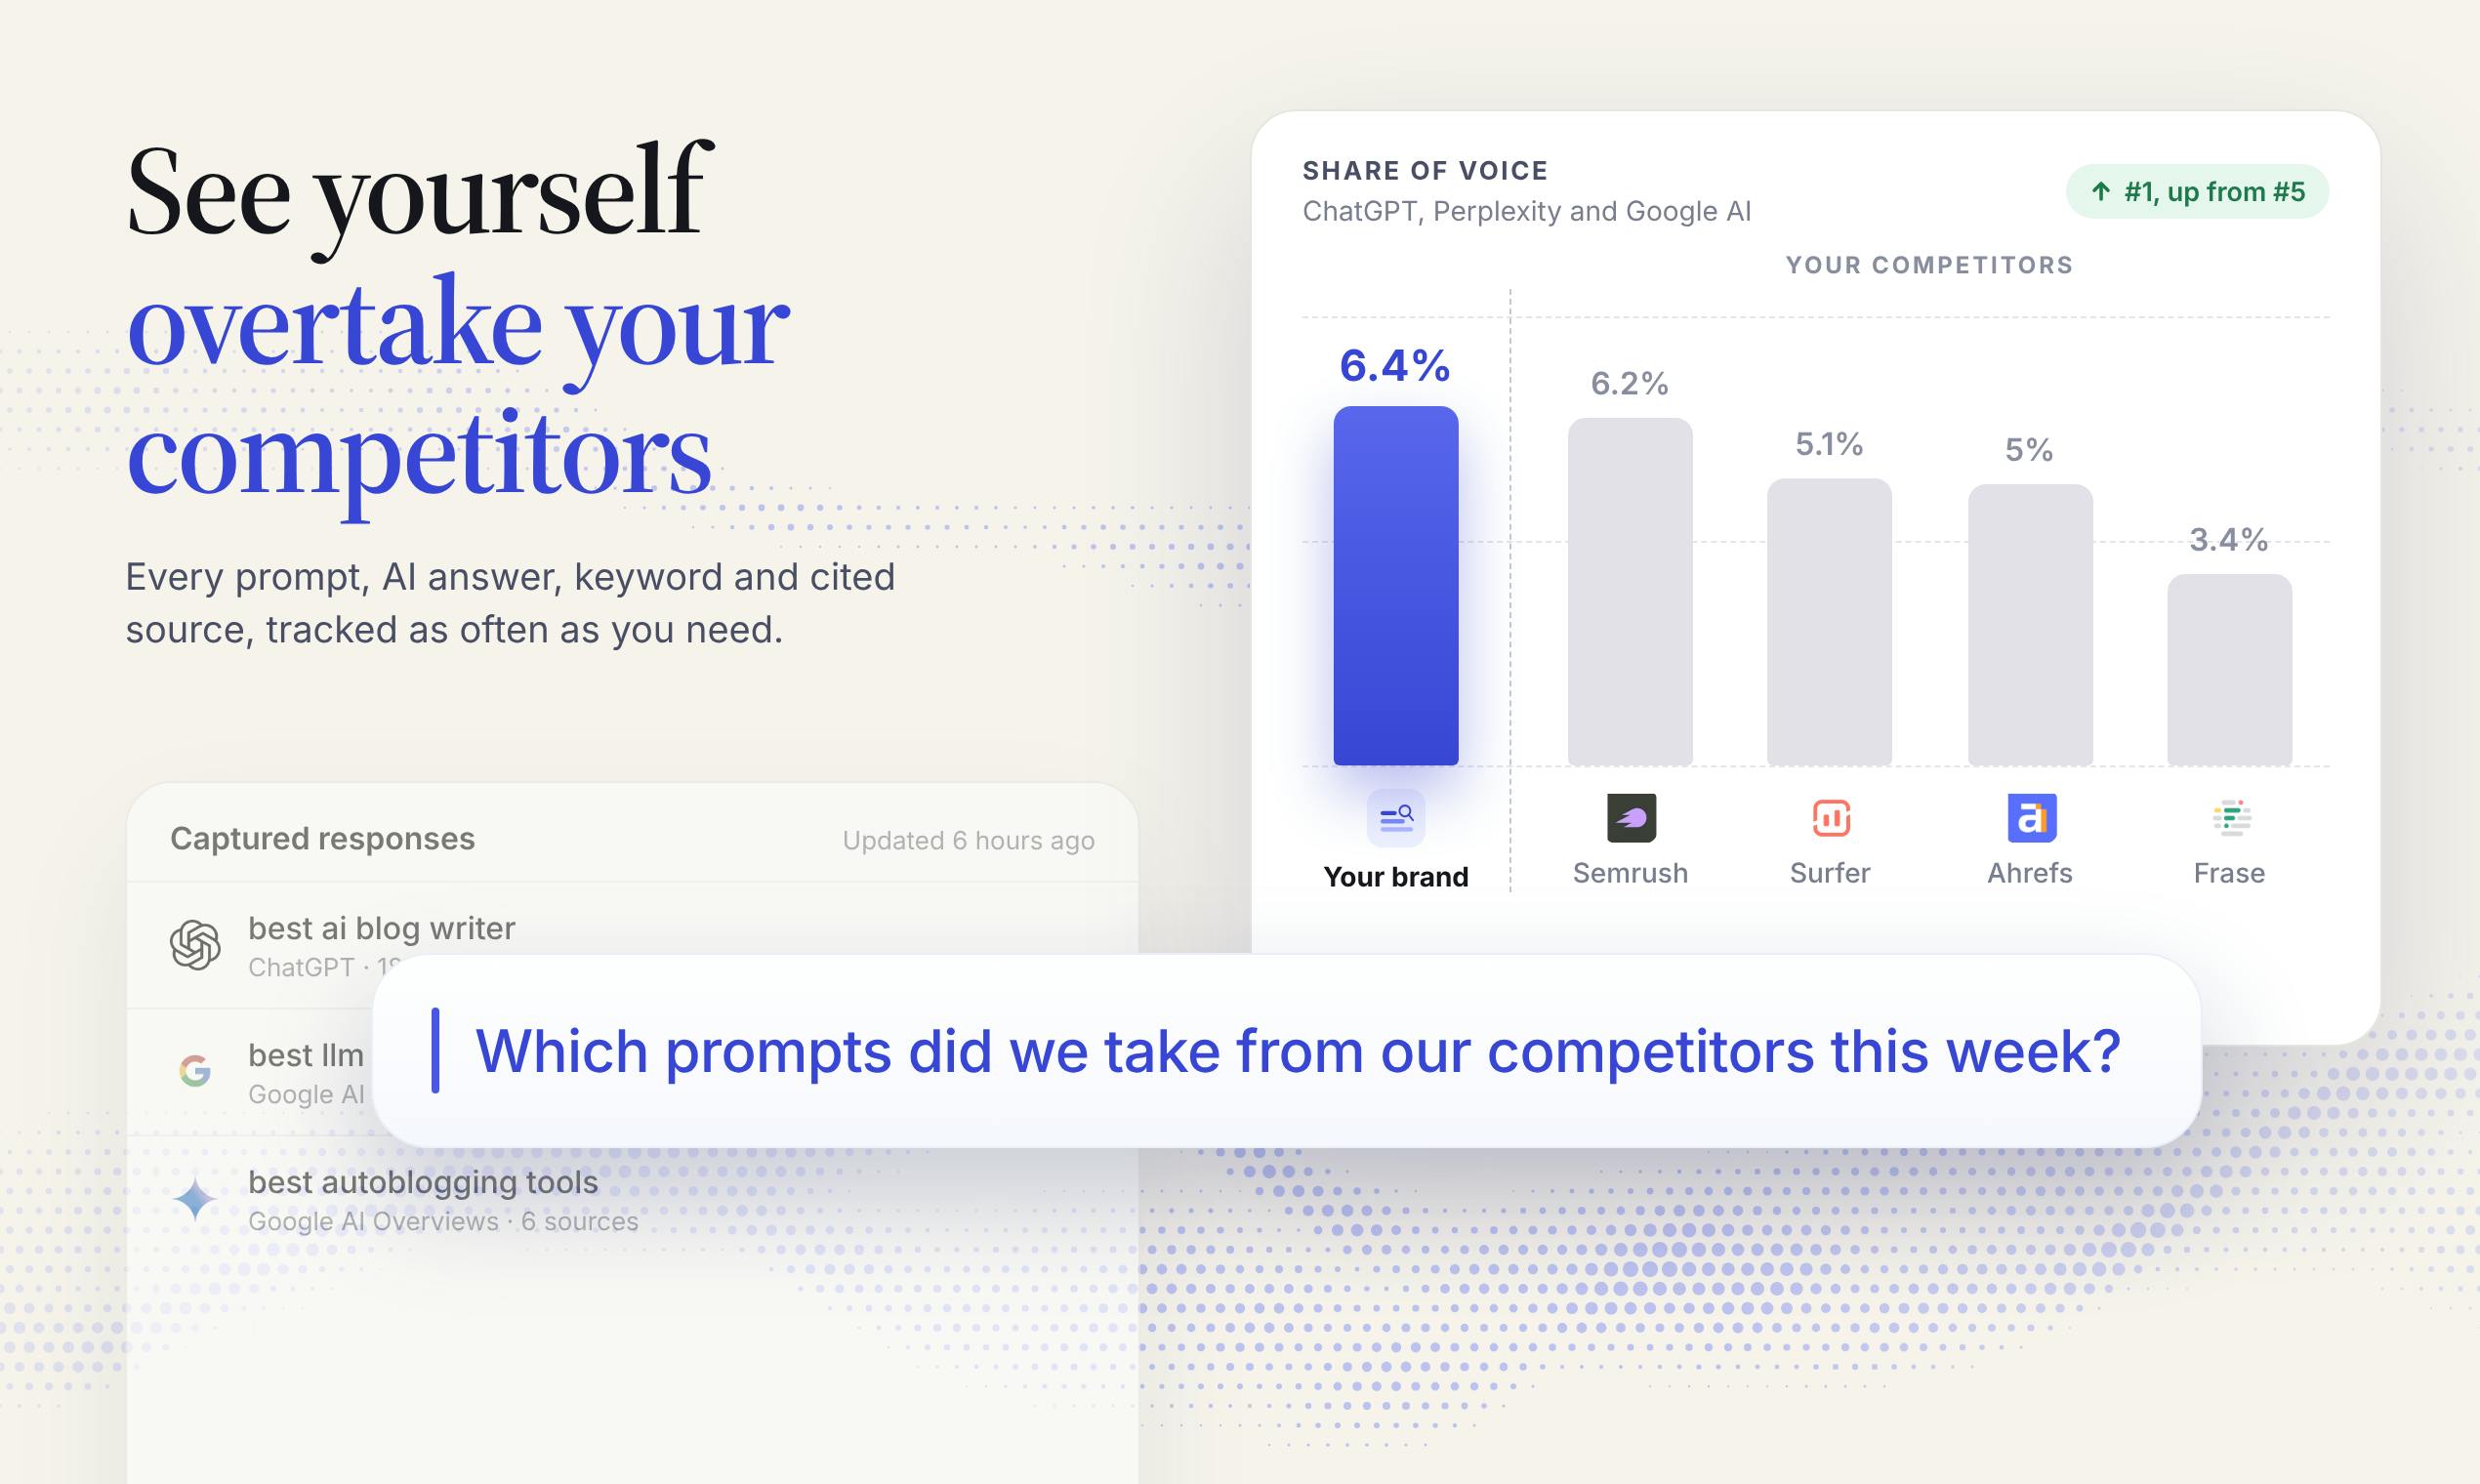 See yourself
overtake your
competitors
Every prompt, AI answer, keyword and cited
source, tracked as often as you need.
SHARE OF VOICE
ChatGPT, Perplexity and Google AI
↑ #1, up from #5
YOUR COMPETITORS
6.4%
6.2%
5.1%
5%
3.4%
Your brand
Semrush
Surfer
Ahrefs
Frase
Captured responses
Updated 6 hours ago
best ai blog writer
ChatGPT ·
best llm
Google AI
Which prompts did we take from our competitors this week?
best autoblogging tools
Google AI Overviews · 6 sources